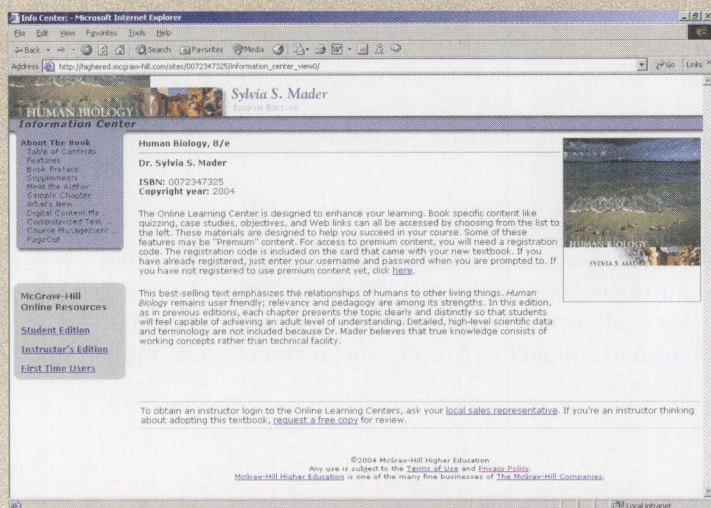 Info Center: - Microsoft Internet Explorer
File Edit View Favorites Tools Help
Back Search Favorites Media
Address http://highered.mcgraw-hill.com/sites/0072347325/information_center_view0/ Go Links
HUMAN BIOLOGY
Sylvia S. Mader
Information Center
About The Book
Table of Contents
Features
Book Preface
Supplements
Meet the Author
Sample Chapter
What's New
Digital Content Ma...
Computerized Test ...
Course Management ...
PageOut
McGraw-Hill
Online Resources
Student Edition
Instructor's Edition
First Time Users
Human Biology, 8/e
Dr. Sylvia S. Mader
ISBN: 0072347325
Copyright year: 2004
The Online Learning Center is designed to enhance your learning. Book specific content like
quizzing, case studies, objectives, and Web links can all be accessed by choosing from the list to
the left. These materials are designed to help you succeed in your course. Some of these
features may be "Premium" content. For access to premium content, you will need a registration
code. The registration code is included on the card that came with your new textbook. If you
have already registered, just enter your username and password when you are prompted to. If
you have not registered to use premium content yet, click here.
This best-selling text emphasizes the relationships of humans to other living things. Human
Biology remains user friendly; relevancy and pedagogy are among its strengths. In this edition,
as in previous editions, each chapter presents the topic clearly and distinctly so that students
will feel capable of achieving an adult level of understanding. Detailed, high-level scientific data
and terminology are not included because Dr. Mader believes that true knowledge consists of
working concepts rather than technical facility.
HUMAN BIOLOGY
SYLVIA S. MADER
To obtain an instructor login to the Online Learning Centers, ask your local sales representative. If you're an instructor thinking
about adopting this textbook, request a free copy for review.
©2004 McGraw-Hill Higher Education
Any use is subject to the Terms of Use and Privacy Policy.
McGraw-Hill Higher Education is one of the many fine businesses of The McGraw-Hill Companies.
Local intranet